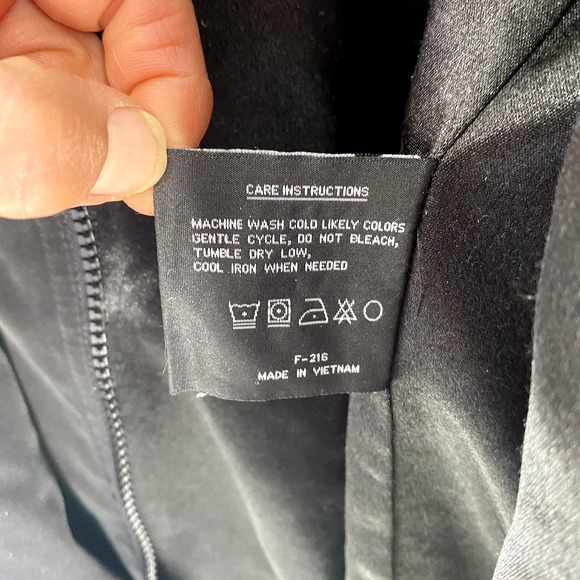 CARE INSTRUCTIONS
MACHINE WASH COLD LIKELY COLORS
GENTLE CYCLE, DO NOT BLEACH,
TUMBLE DRY LOW,
COOL IRON WHEN NEEDED
F-216
MADE IN VIETNAM